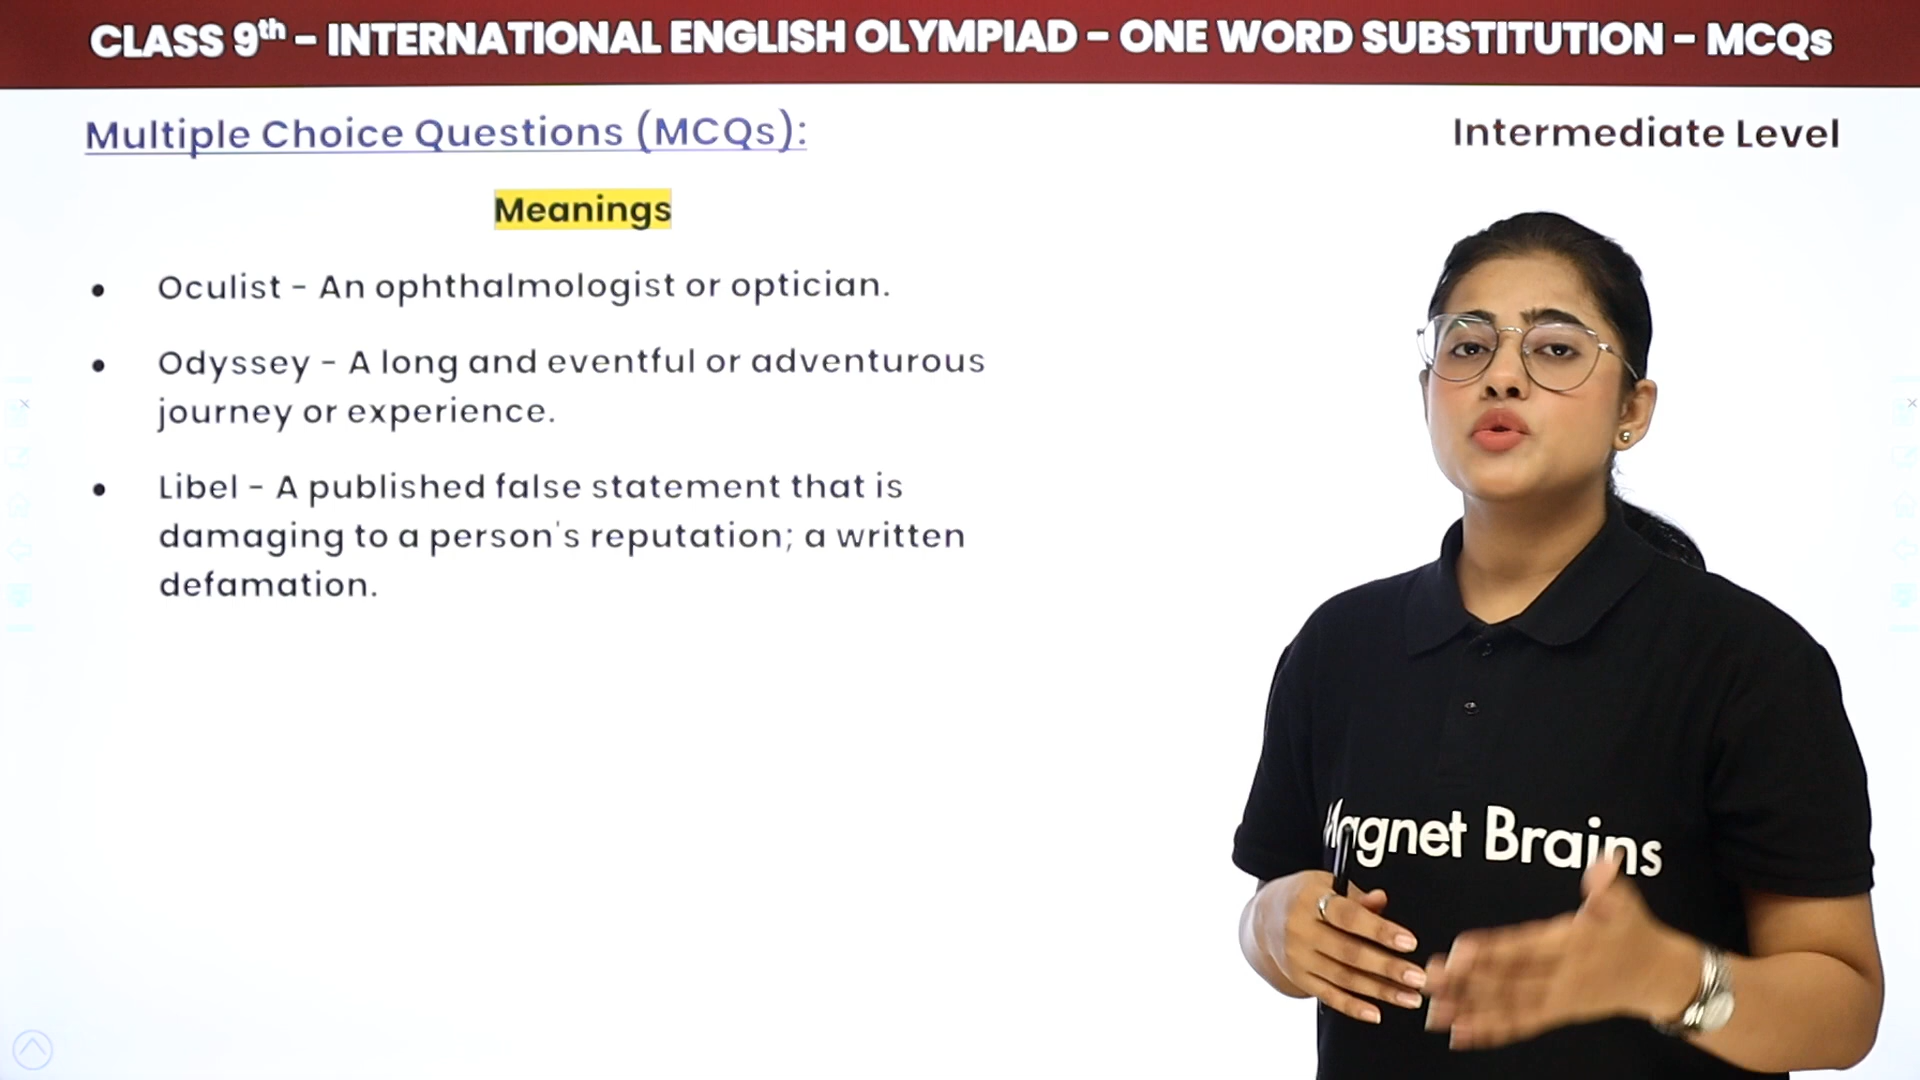 CLASS 9th - INTERNATIONAL ENGLISH OLYMPIAD - ONE WORD SUBSTITUTION - MCQs
Multiple Choice Questions (MCQs):
Intermediate Level
Meanings
• Oculist - An ophthalmologist or optician.
• Odyssey - A long and eventful or adventurous
journey or experience.
• Libel - A published false statement that is
damaging to a person's reputation; a written
defamation.
Magnet Brains